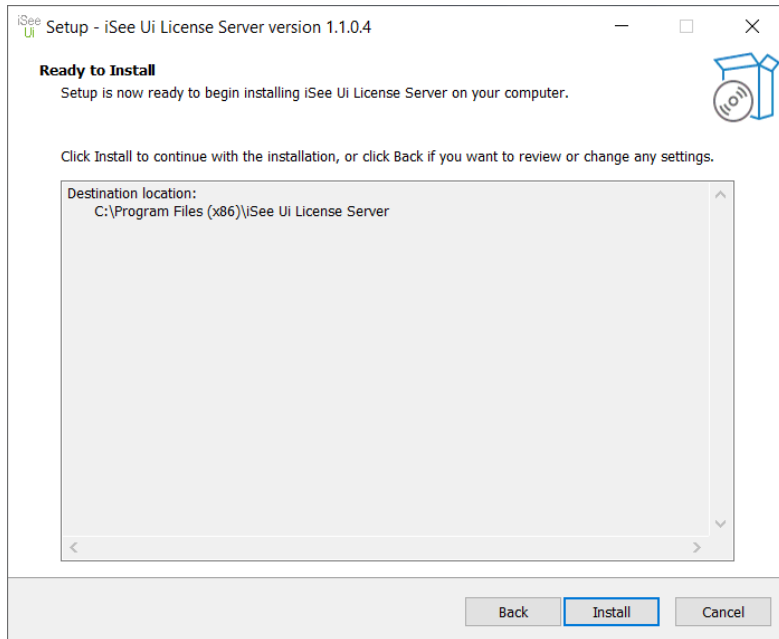 iSee
Ui
Setup - iSee Ui License Server version 1.1.0.4
Ready to Install
Setup is now ready to begin installing iSee Ui License Server on your computer.
Click Install to continue with the installation, or click Back if you want to review or change any settings.
Destination location:
C:\Program Files (x86)\iSee Ui License Server
Back
Install
Cancel